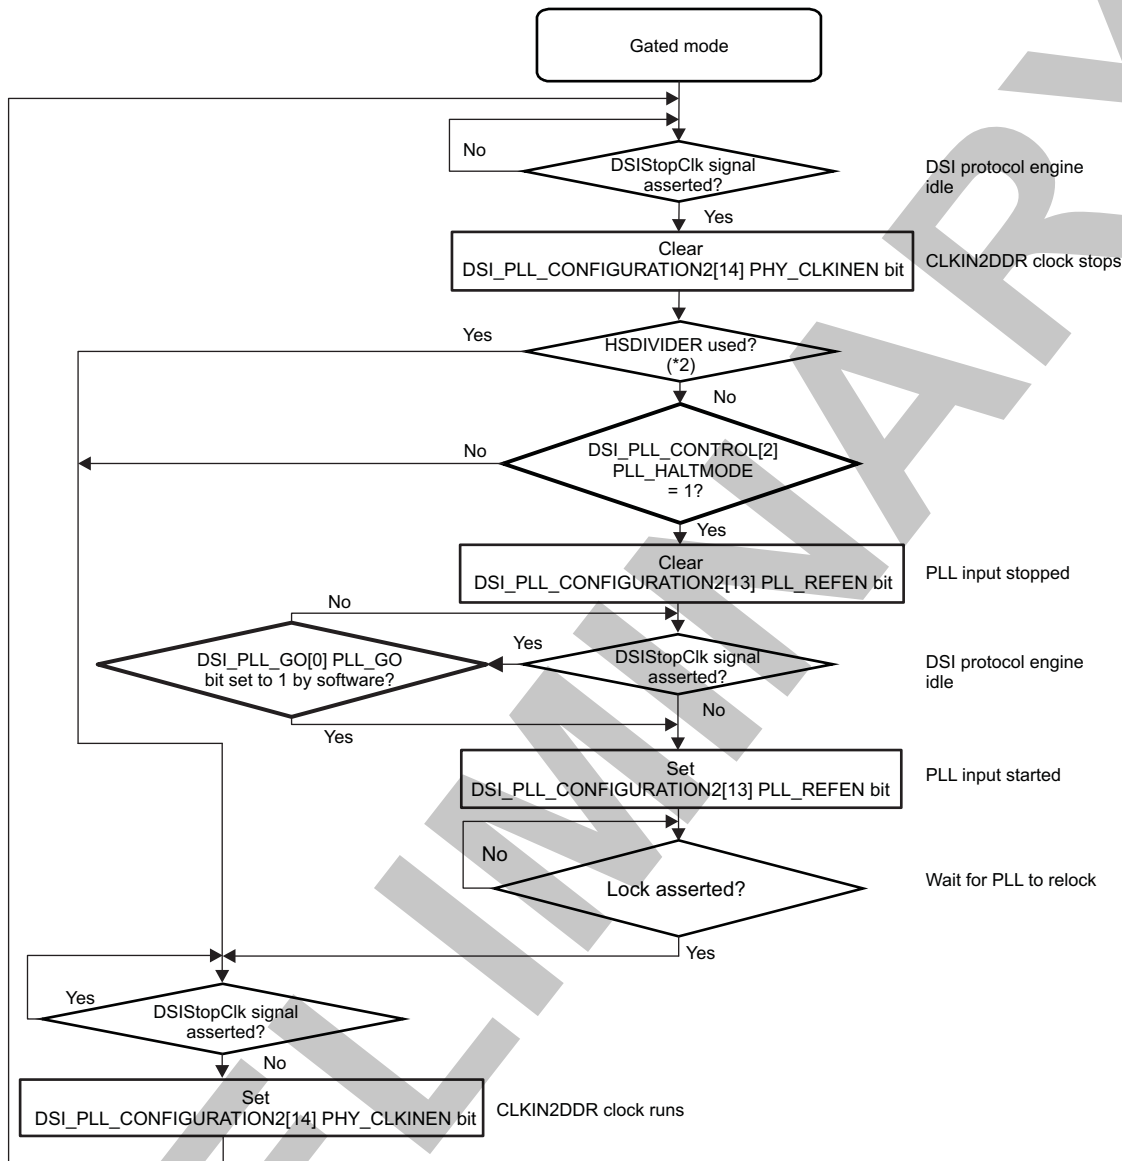 Gated mode
No
DSIStopClk signal
asserted?
DSI protocol engine
idle
Yes
Clear
DSI_PLL_CONFIGURATION2[14] PHY_CLKINEN bit
CLKIN2DDR clock stops
Yes
HSDIVIDER used?
(*2)
No
No
DSI_PLL_CONTROL[2]
PLL_HALTMODE
= 1?
Yes
Clear
DSI_PLL_CONFIGURATION2[13] PLL_REFEN bit
PLL input stopped
No
DSI_PLL_GO[0] PLL_GO
bit set to 1 by software?
Yes
DSIStopClk signal
asserted?
DSI protocol engine
idle
No
Yes
Set
DSI_PLL_CONFIGURATION2[13] PLL_REFEN bit
PLL input started
No
Lock asserted?
Wait for PLL to relock
Yes
Yes
DSIStopClk signal
asserted?
No
Set
DSI_PLL_CONFIGURATION2[14] PHY_CLKINEN bit
CLKIN2DDR clock runs